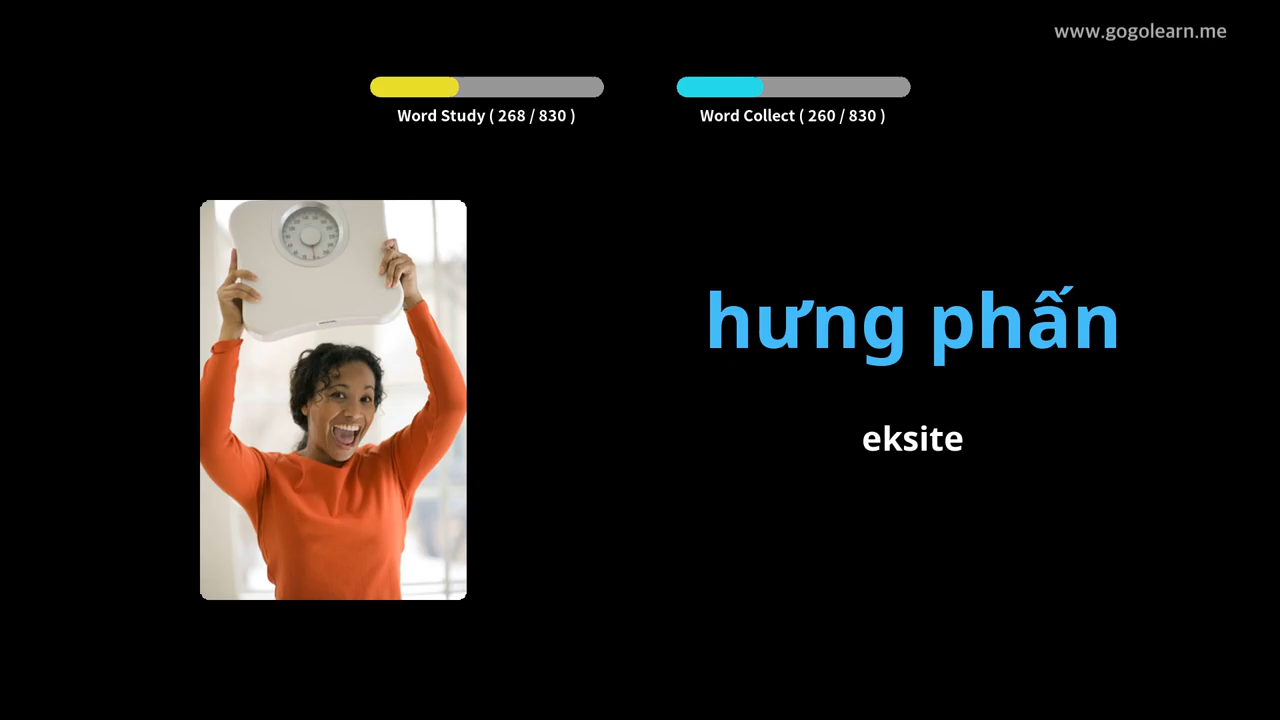 www.gogolearn.me
Word Study ( 268 / 830 )
Word Collect ( 260 / 830 )
hưng phấn
eksite